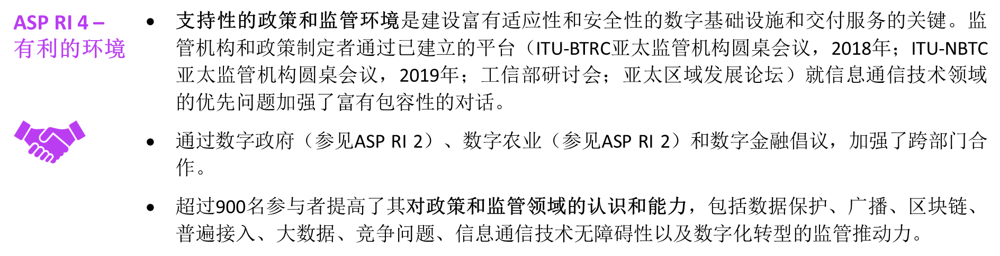 ASP RI 4 –
有利的环境
• 支持性的政策和监管环境是建设富有适应性和安全性的数字基础设施和交付服务的关键。监
管机构和政策制定者通过已建立的平台（ITU-BTRC亚太监管机构圆桌会议，2018年；ITU-NBTC
亚太监管机构圆桌会议，2019年；工信部研讨会；亚太区域发展论坛）就信息通信技术领域
的优先问题加强了富有包容性的对话。
• 通过数字政府（参见ASP RI 2）、数字农业（参见ASP RI 2）和数字金融倡议，加强了跨部门合
作。
• 超过900名参与者提高了其对政策和监管领域的认识和能力，包括数据保护、广播、区块链、
普遍接入、大数据、竞争问题、信息通信技术无障碍性以及数字化转型的监管推动力。